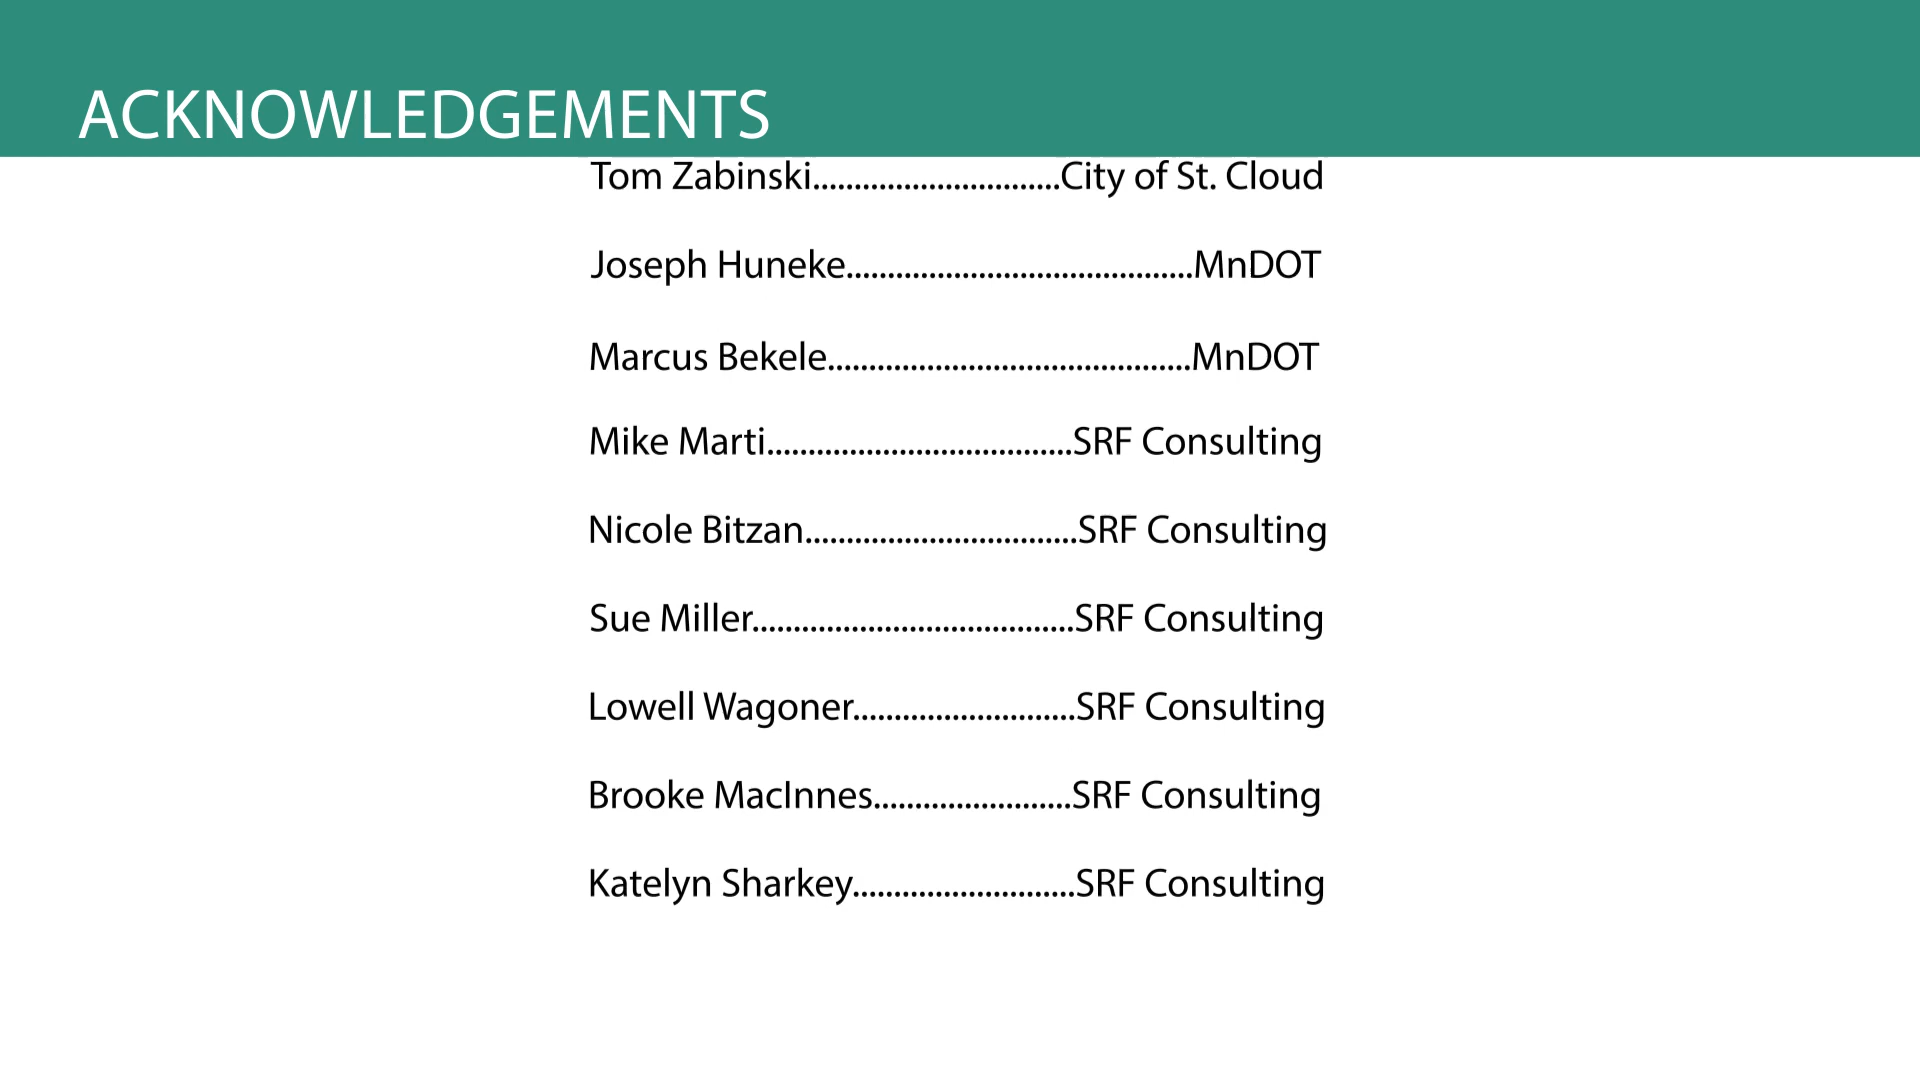 ACKNOWLEDGEMENTS
Tom Zabinski..............................City of St. Cloud
Joseph Huneke..........................................MnDOT
Marcus Bekele............................................MnDOT
Mike Marti.....................................SRF Consulting
Nicole Bitzan.................................SRF Consulting
Sue Miller.......................................SRF Consulting
Lowell Wagoner...........................SRF Consulting
Brooke MacInnes........................SRF Consulting
Katelyn Sharkey...........................SRF Consulting